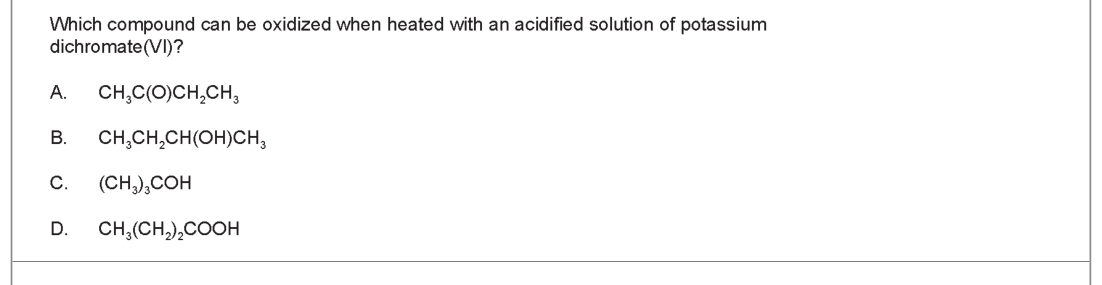 Which compound can be oxidized when heated with an acidified solution of potassium
dichromate(VI)?
A. CH₃C(O)CH₂CH₃
B. CH₃CH₂CH(OH)CH₃
C. (CH₃)₃COH
D. CH₃(CH₂)₂COOH